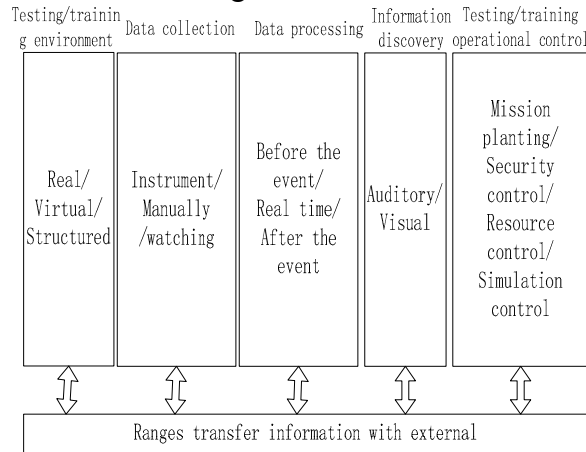 Testing/trainin
g environment
Data collection
Data processing
Information
discovery
Testing/training
operational control
Real/
Virtual/
Structured
Instrument/
Manually
/watching
Before the
event/
Real time/
After the
event
Auditory/
Visual
Mission
planting/
Security
control/
Resource
control/
Simulation
control
Ranges transfer information with external